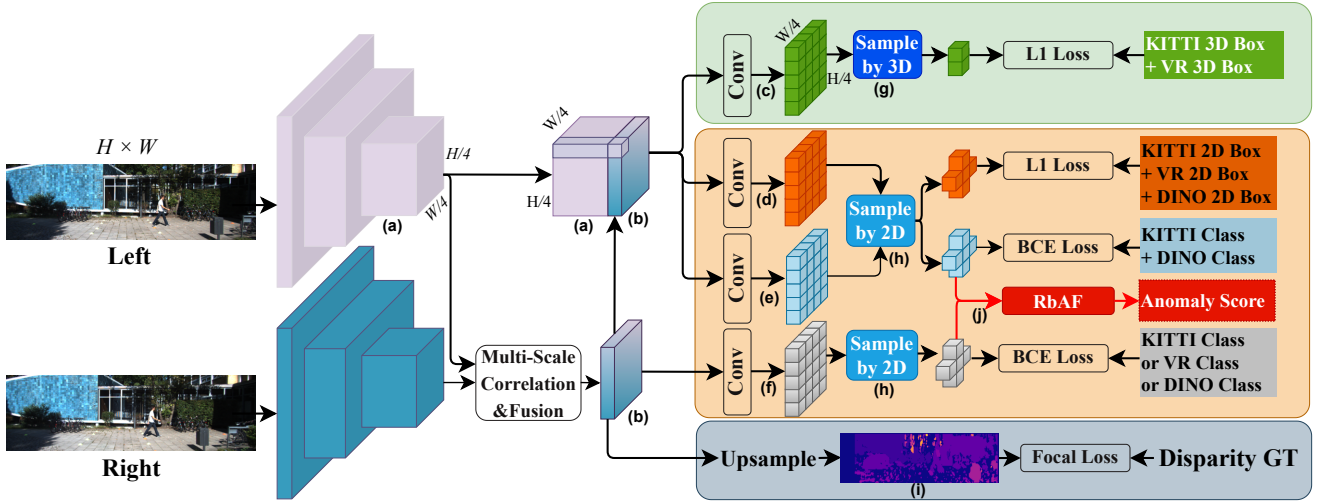 H × W
Left
Right
(a)
H/4
W/4
W/4
H/4
(a)
(b)
Multi-Scale
Correlation
&Fusion
(b)
Conv
(c)
W/4
H/4
Sample
by 3D
(g)
L1 Loss
KITTI 3D Box
+ VR 3D Box
Conv
(d)
Conv
(e)
Sample
by 2D
(h)
L1 Loss
KITTI 2D Box
+ VR 2D Box
+ DINO 2D Box
BCE Loss
KITTI Class
+ DINO Class
(j)
RbAF
Anomaly Score
Conv
(f)
Sample
by 2D
(h)
BCE Loss
KITTI Class
or VR Class
or DINO Class
Upsample
(i)
Focal Loss
Disparity GT